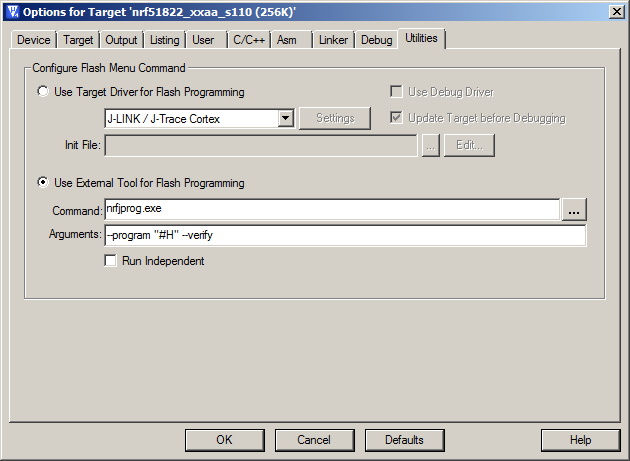 Options for Target 'nrf51822_xxaa_s110 (256K)'
Device Target Output Listing User C/C++ Asm Linker Debug Utilities
Configure Flash Menu Command
Use Target Driver for Flash Programming Use Debug Driver
J-LINK / J-Trace Cortex Settings Update Target before Debugging
Init File: ... Edit...
Use External Tool for Flash Programming
Command: nrfjprog.exe ...
Arguments: --program "#H" --verify
Run Independent
OK Cancel Defaults Help